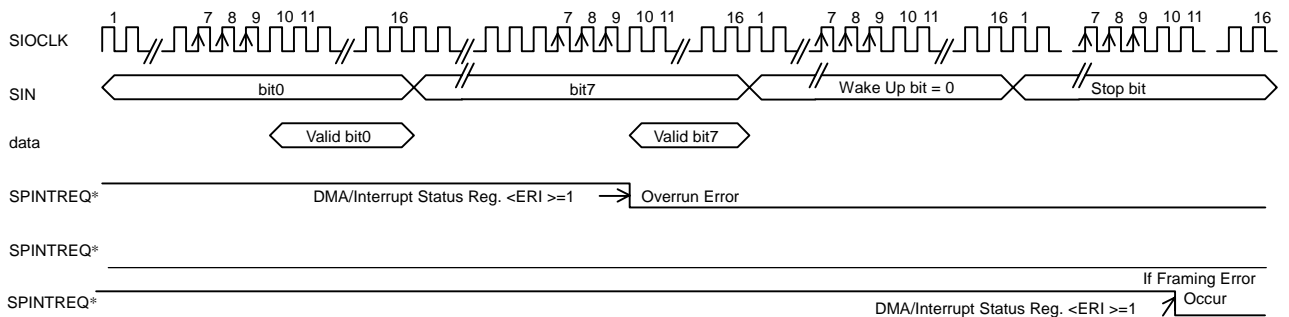 1 7 8 9 10 11 16 7 8 9 10 11 16 1 7 8 9 10 11 16 1 7 8 9 10 11 16
SIOCLK
SIN bit0 bit7 Wake Up bit = 0 Stop bit
data Valid bit0 Valid bit7
SPINTREQ* DMA/Interrupt Status Reg. <ERI >=1 Overrun Error
SPINTREQ*
If Framing Error
SPINTREQ* DMA/Interrupt Status Reg. <ERI >=1 Occur